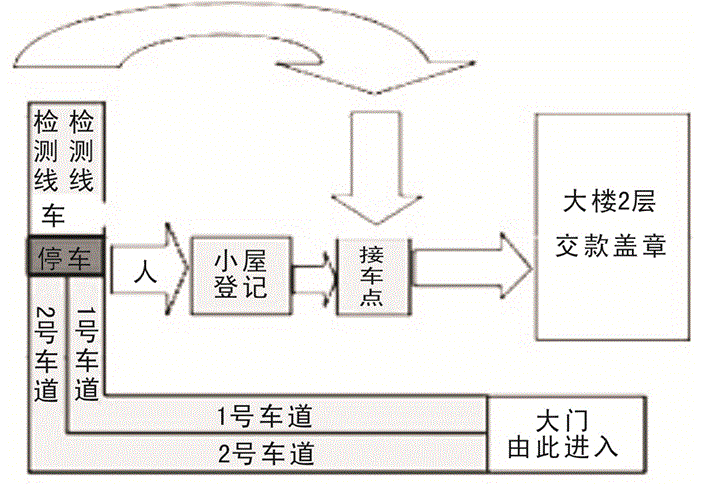 检测线
检测线
车
停车
人
小屋
登记
接车点
大楼2层
交款盖章
2号车道
1号车道
1号车道
2号车道
大门
由此进入